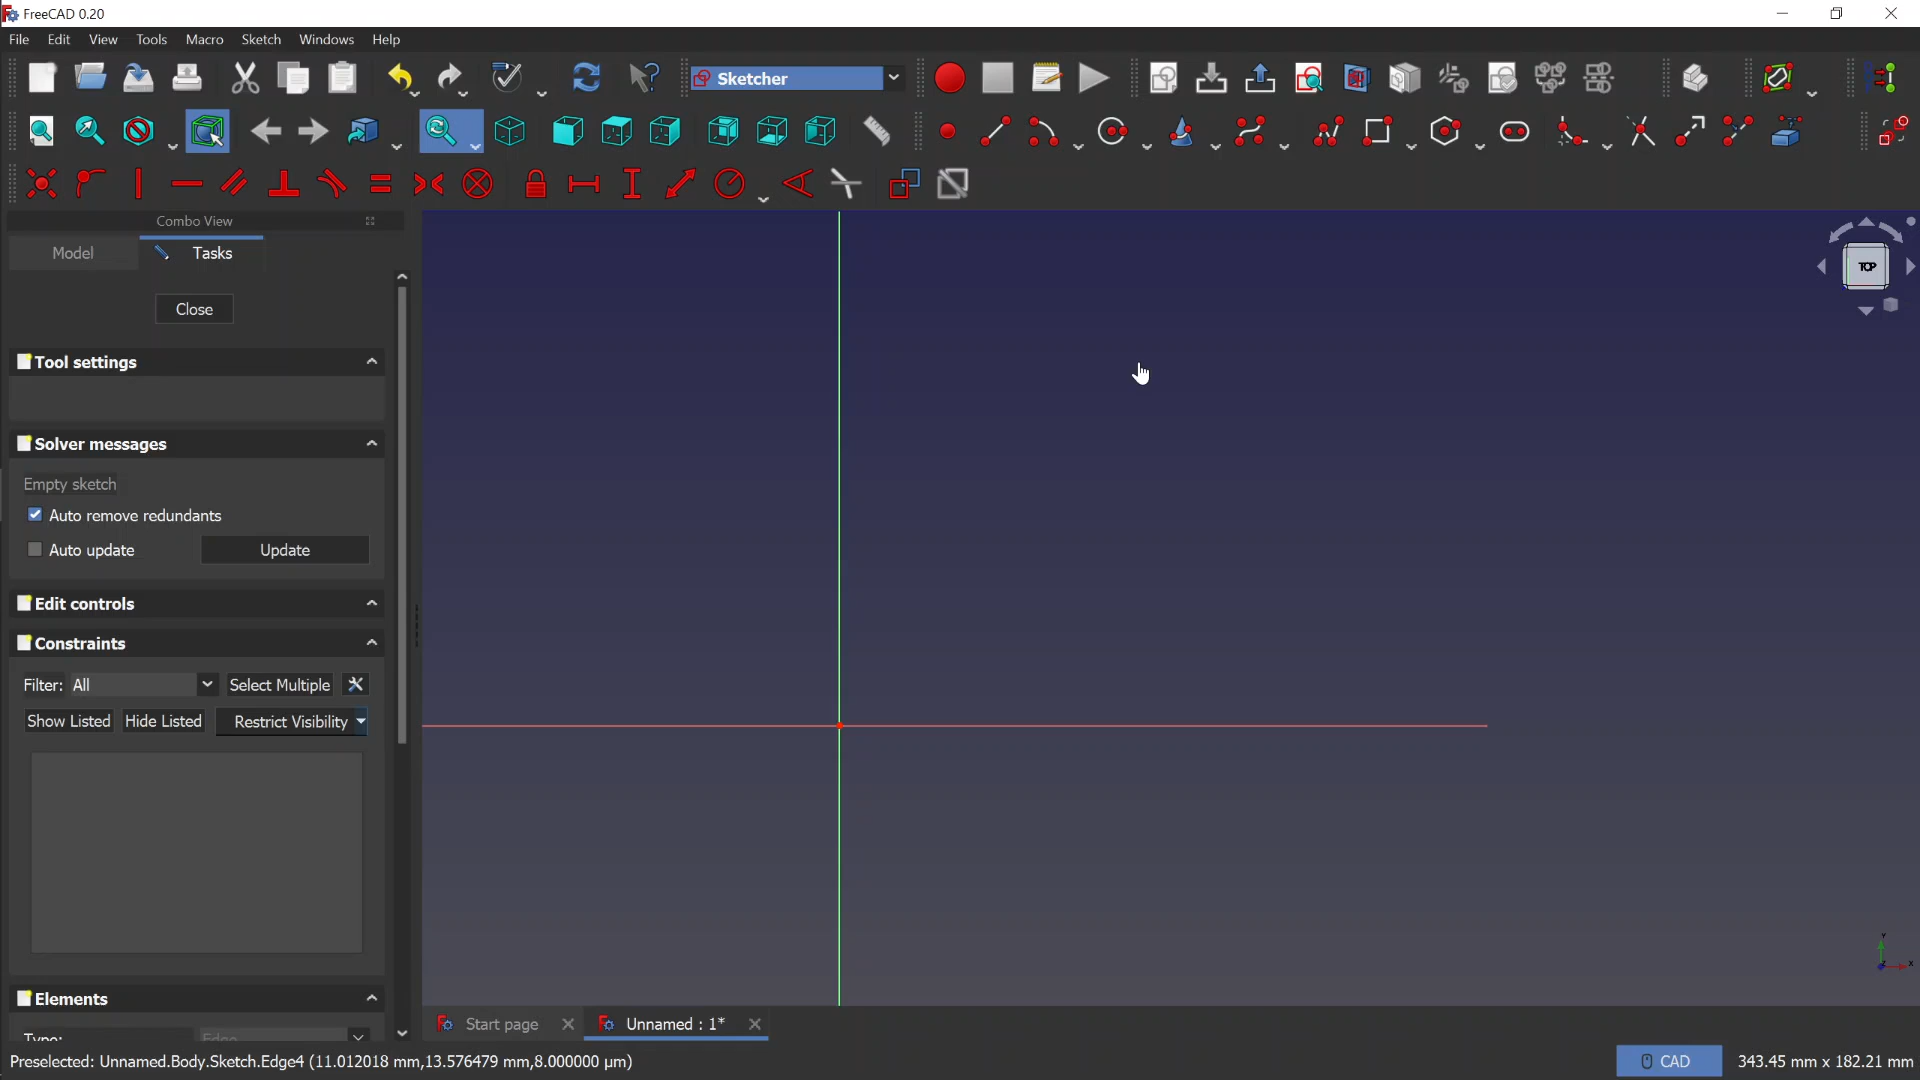 FreeCAD 0.20
File Edit View Tools Macro Sketch Windows Help
Sketcher
Combo View
Model Tasks
Close
Tool settings
Solver messages
Empty sketch
Auto remove redundants
Auto update Update
Edit controls
Constraints
Filter: All Select Multiple
Show Listed Hide Listed Restrict Visibility
Elements
Type: Edge
TOP
Y
X
Start page Unnamed : 1*
Preselected: Unnamed.Body.Sketch.Edge4 (11.012018 mm,13.576479 mm,8.000000 µm) CAD 343.45 mm x 182.21 mm